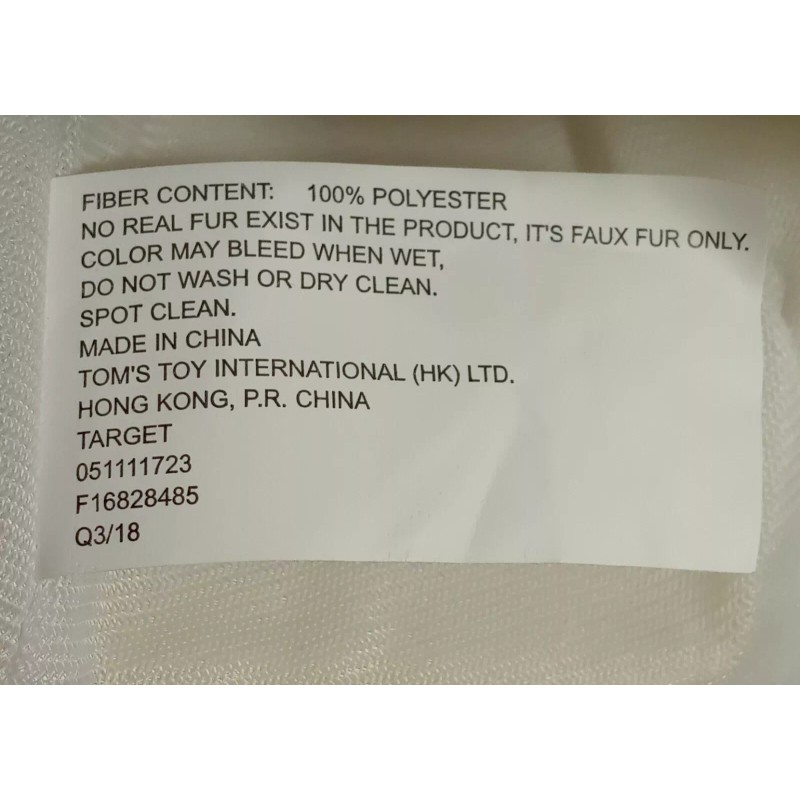 FIBER CONTENT: 100% POLYESTER
NO REAL FUR EXIST IN THE PRODUCT, IT'S FAUX FUR ONLY.
COLOR MAY BLEED WHEN WET,
DO NOT WASH OR DRY CLEAN.
SPOT CLEAN.
MADE IN CHINA
TOM'S TOY INTERNATIONAL (HK) LTD.
HONG KONG, P.R. CHINA
TARGET
051111723
F16828485
Q3/18